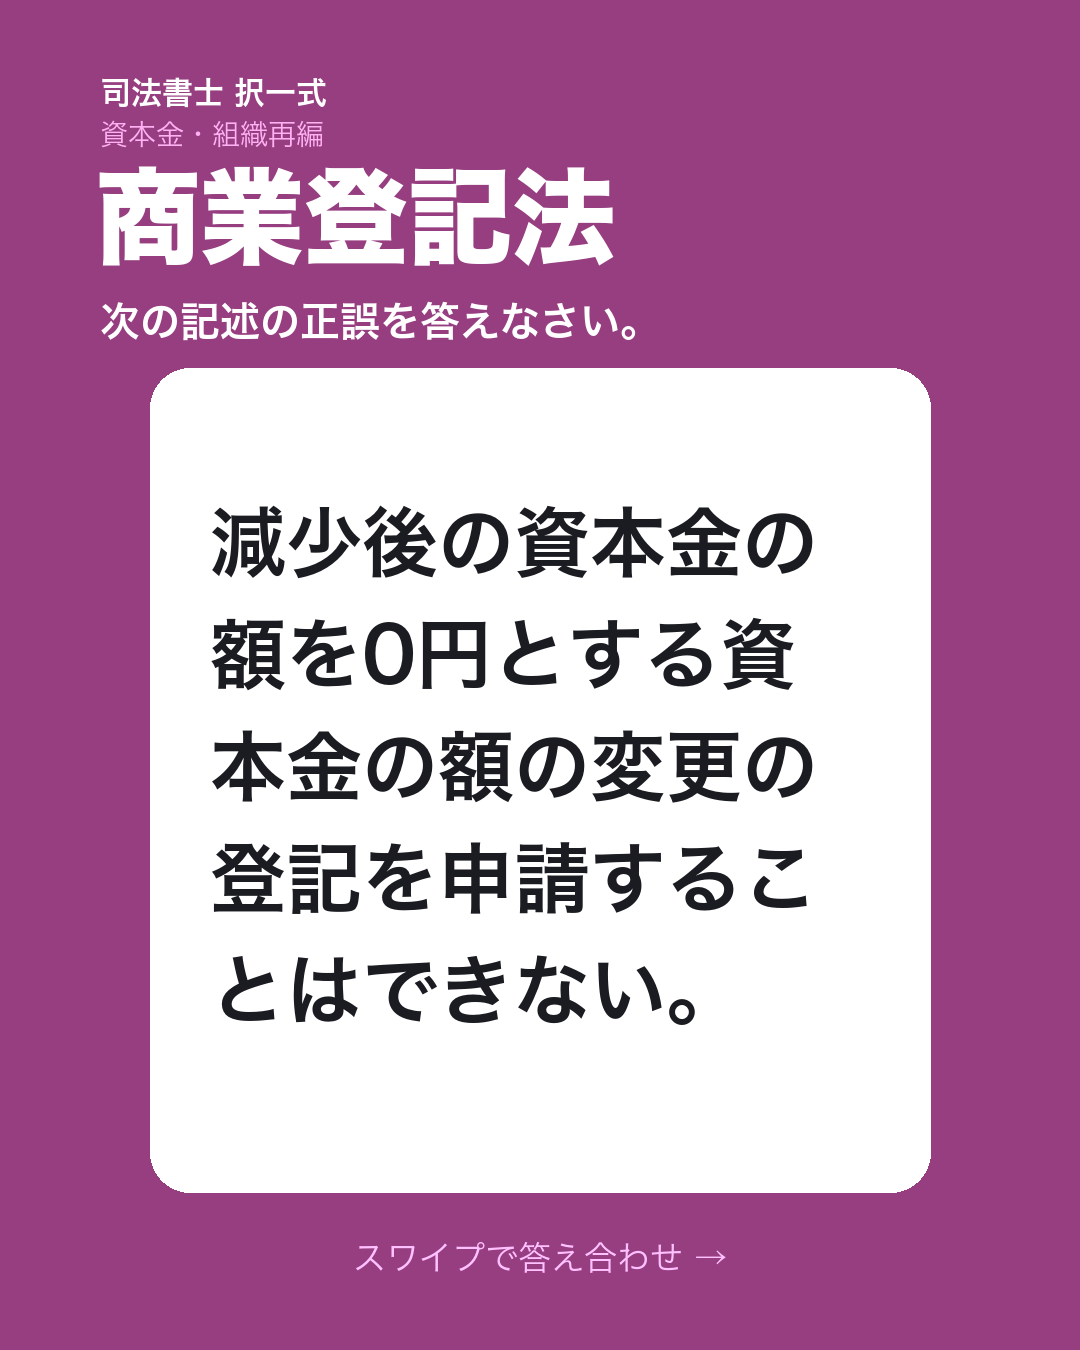 司法書士 択一式
資本金・組織再編
商業登記法
次の記述の正誤を答えなさい。
減少後の資本金の
額を0円とする資
本金の額の変更の
登記を申請するこ
とはできない。
スワイプで答え合わせ →